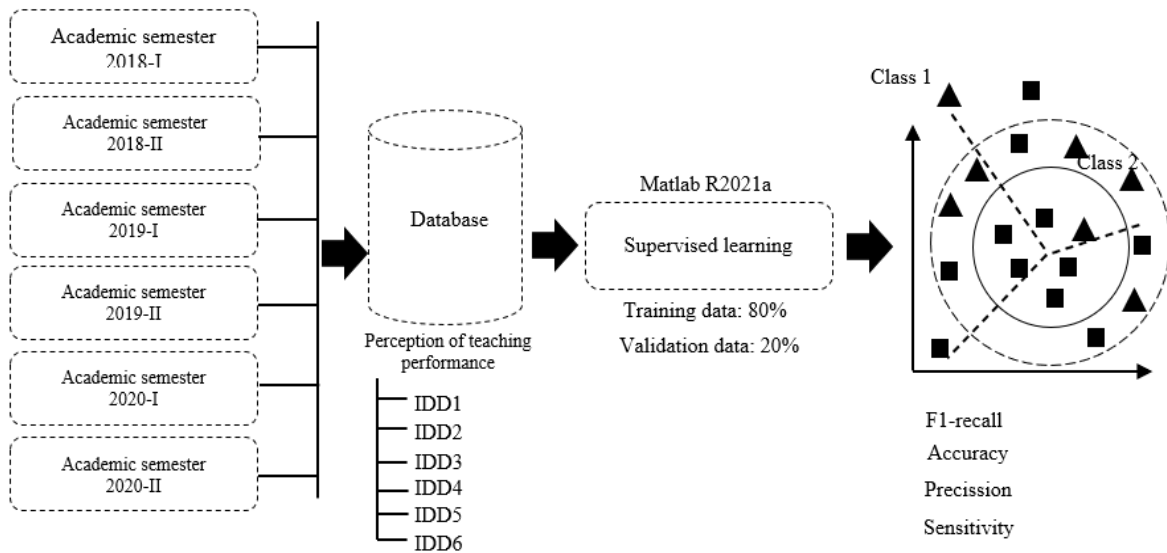 Academic semester
2018-I
Academic semester
2018-II
Academic semester
2019-I
Academic semester
2019-II
Academic semester
2020-I
Academic semester
2020-II
Database
Perception of teaching
performance
IDD1
IDD2
IDD3
IDD4
IDD5
IDD6
Matlab R2021a
Supervised learning
Training data: 80%
Validation data: 20%
Class 1
Class 2
F1-recall
Accuracy
Precission
Sensitivity